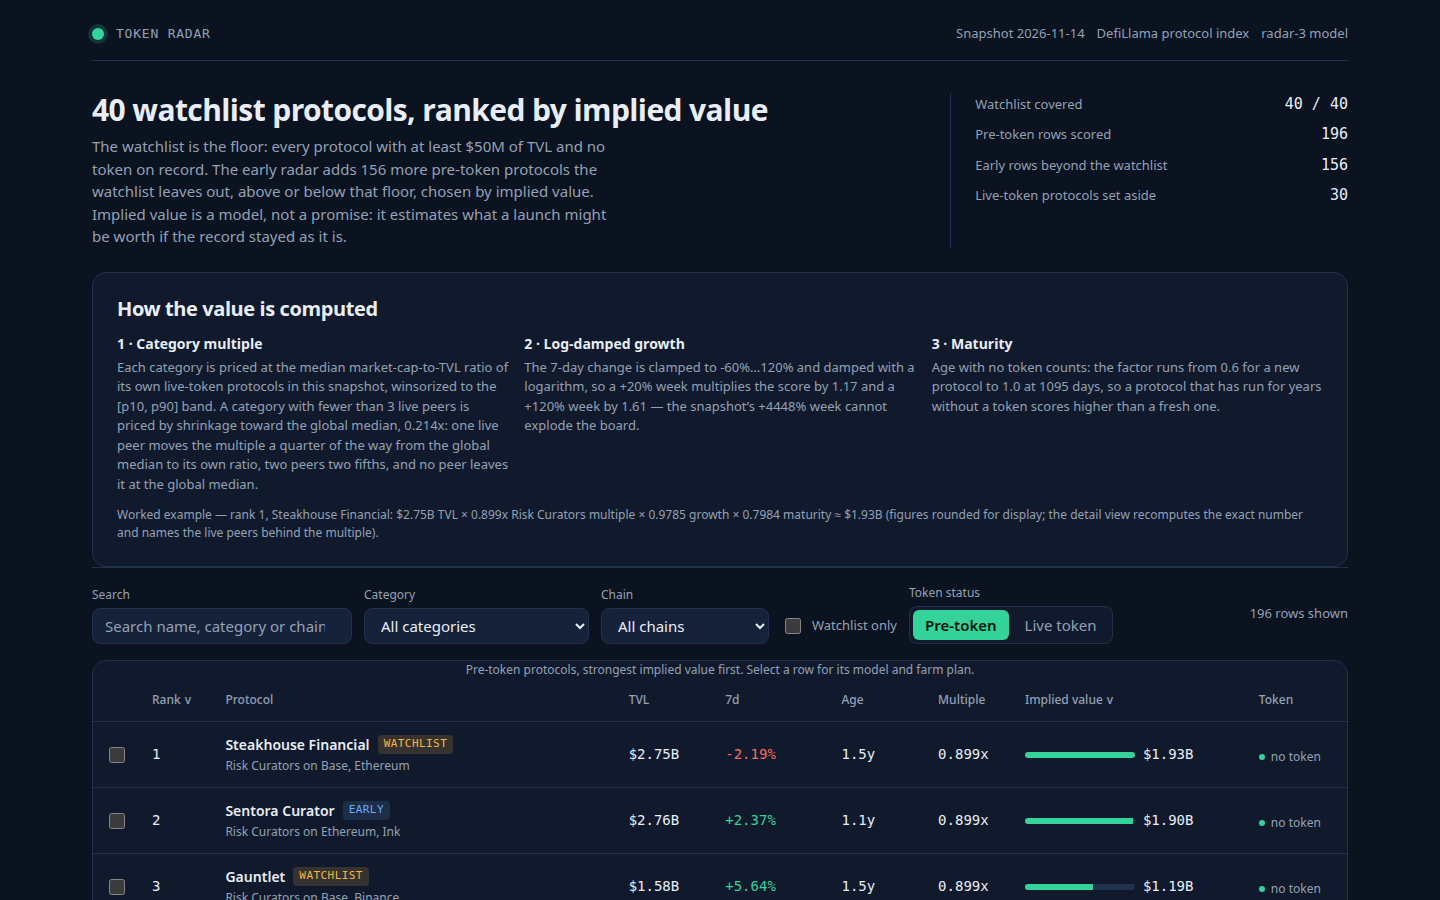 TOKEN RADAR
Snapshot 2026-11-14 DefiLlama protocol index radar-3 model
40 watchlist protocols, ranked by implied value
The watchlist is the floor: every protocol with at least $50M of TVL and no
token on record. The early radar adds 156 more pre-token protocols the
watchlist leaves out, above or below that floor, chosen by implied value.
Implied value is a model, not a promise: it estimates what a launch might
be worth if the record stayed as it is.
Watchlist covered 40 / 40
Pre-token rows scored 196
Early rows beyond the watchlist 156
Live-token protocols set aside 30
How the value is computed
1 · Category multiple
Each category is priced at the median market-cap-to-TVL ratio of
its own live-token protocols in this snapshot, winsorized to the
[p10, p90] band. A category with fewer than 3 live peers is
priced by shrinkage toward the global median, 0.214x: one live
peer moves the multiple a quarter of the way from the global
median to its own ratio, two peers two fifths, and no peer leaves
it at the global median.
2 · Log-damped growth
The 7-day change is clamped to -60%...120% and damped with a
logarithm, so a +20% week multiplies the score by 1.17 and a
+120% week by 1.61 — the snapshot's +4448% week cannot
explode the board.
3 · Maturity
Age with no token counts: the factor runs from 0.6 for a new
protocol to 1.0 at 1095 days, so a protocol that has run for years
without a token scores higher than a fresh one.
Worked example — rank 1, Steakhouse Financial: $2.75B TVL × 0.899x Risk Curators multiple × 0.9785 growth × 0.7984 maturity ≈ $1.93B (figures rounded for display; the detail view recomputes the exact number
and names the live peers behind the multiple).
Search Category Chain Token status
Search name, category or chain All categories All chains Watchlist only Pre-token Live token 196 rows shown
Pre-token protocols, strongest implied value first. Select a row for its model and farm plan.
Rank v Protocol TVL 7d Age Multiple Implied value v Token
1 Steakhouse Financial WATCHLIST $2.75B -2.19% 1.5y 0.899x $1.93B no token
Risk Curators on Base, Ethereum
2 Sentora Curator EARLY $2.76B +2.37% 1.1y 0.899x $1.90B no token
Risk Curators on Ethereum, Ink
3 Gauntlet WATCHLIST $1.58B +5.64% 1.5y 0.899x $1.19B no token
Risk Curators on Base, Binance